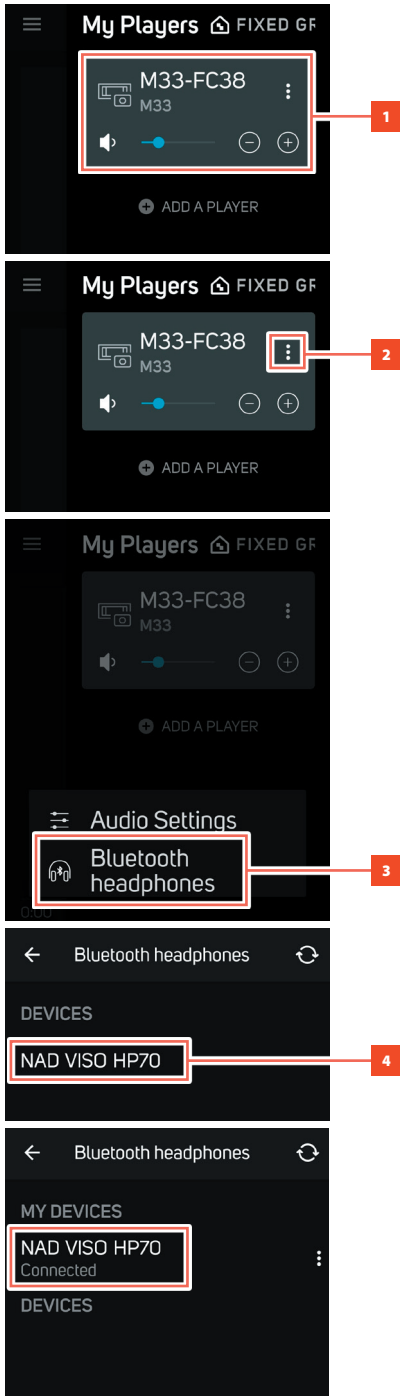 My Players FIXED GR
M33-FC38
M33
1
ADD A PLAYER
My Players FIXED GR
M33-FC38
M33
2
ADD A PLAYER
My Players FIXED GR
M33-FC38
M33
ADD A PLAYER
Audio Settings
Bluetooth
headphones
3
0:00
Bluetooth headphones
DEVICES
NAD VISO HP70
4
Bluetooth headphones
MY DEVICES
NAD VISO HP70
Connected
DEVICES